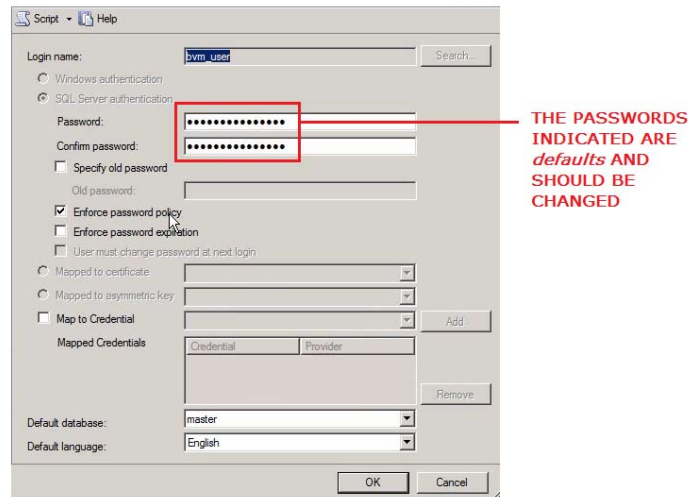 Script Help
Login name: bvm_user Search...
Windows authentication
SQL Server authentication
Password: ●●●●●●●●●●●●●●●
Confirm password: ●●●●●●●●●●●●●●●
Specify old password
Old password:
Enforce password policy
Enforce password expiration
User must change password at next login
Mapped to certificate
Mapped to asymmetric key
Map to Credential Add
Mapped Credentials Credential Provider
Remove
Default database: master
Default language: English
OK Cancel
THE PASSWORDS
INDICATED ARE
defaults AND
SHOULD BE
CHANGED